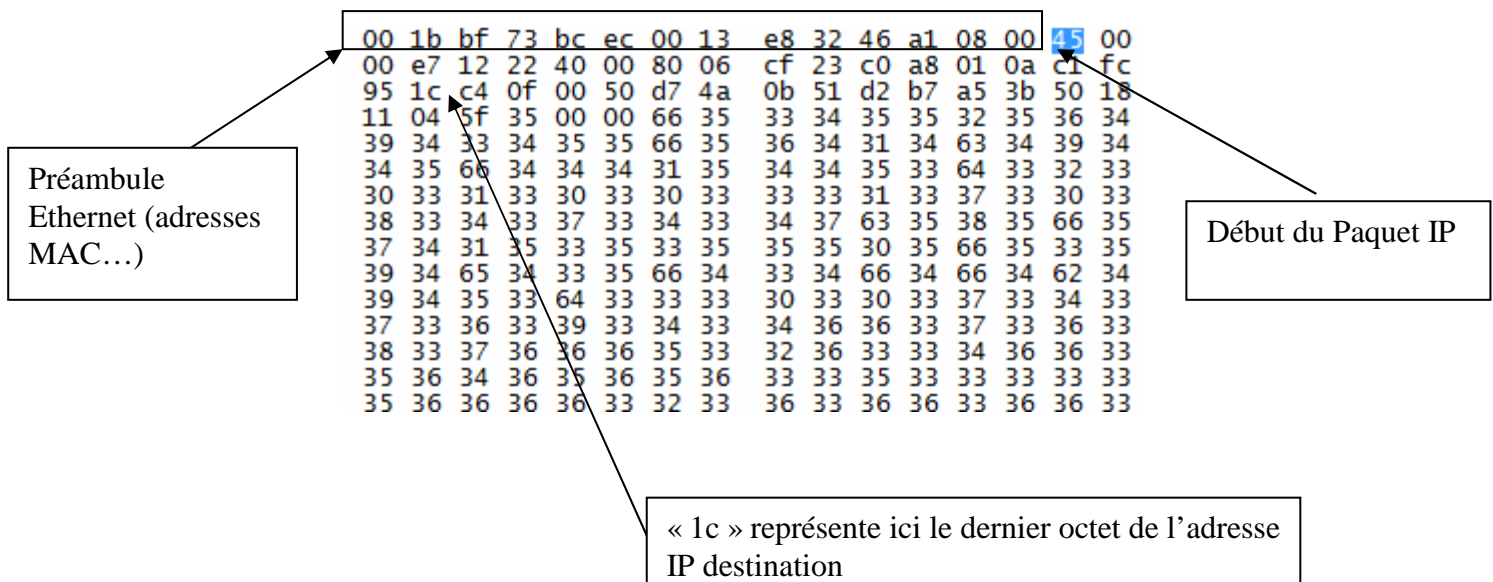 00 1b bf 73 bc ec 00 13 e8 32 46 a1 08 00 45 00
00 e7 12 22 40 00 80 06 cf 23 c0 a8 01 0a c1 fc
95 1c c4 0f 00 50 d7 4a 0b 51 d2 b7 a5 3b 50 18
11 04 5f 35 00 00 66 35 33 34 35 35 32 35 36 34
39 34 33 34 35 35 66 35 36 34 31 34 63 34 39 34
34 35 66 34 34 34 31 35 34 34 35 33 64 33 32 33
30 33 31 33 30 33 30 33 33 33 31 33 37 33 30 33
38 33 34 33 37 33 34 33 34 37 63 35 38 35 66 35
37 34 31 35 33 35 33 35 35 35 30 35 66 35 33 35
39 34 65 34 33 35 66 34 33 34 66 34 66 34 62 34
39 34 35 33 64 33 33 33 30 33 30 33 37 33 34 33
37 33 36 33 39 33 34 33 34 36 36 33 37 33 36 33
38 33 37 36 36 36 35 33 32 36 33 33 34 36 36 33
35 36 34 36 35 36 35 36 33 33 35 33 33 33 33 33
35 36 36 36 36 33 32 33 36 33 36 36 33 36 36 33
Préambule
Ethernet (adresses
MAC…)
Début du Paquet IP
« 1c » représente ici le dernier octet de l’adresse
IP destination